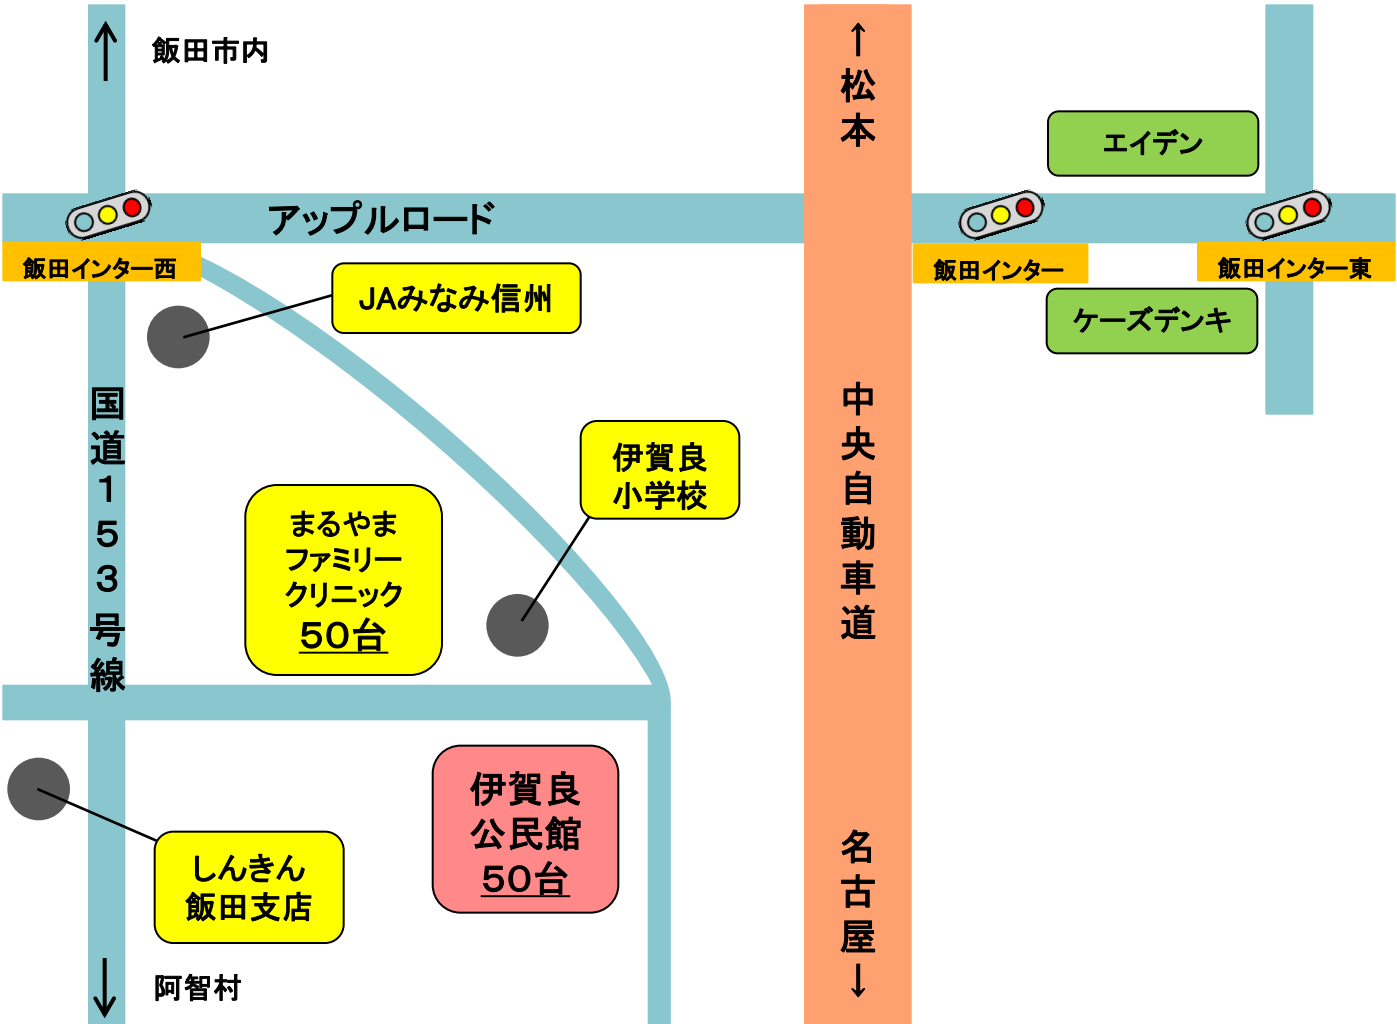 飯田市内
↑松本
エイデン
アップルロード
飯田インター西
飯田インター
飯田インター東
JAみなみ信州
ケーズデンキ
国道153号線
中央自動車道
伊賀良
小学校
まるやま
ファミリー
クリニック
50台
伊賀良
公民館
50台
しんきん
飯田支店
名古屋↓
阿智村